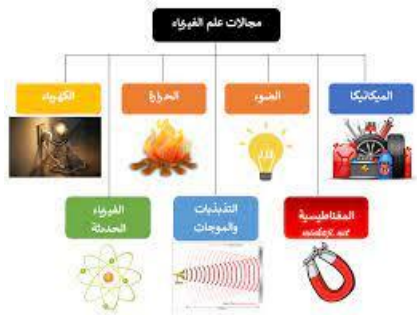 مجالات علم الفيزياء
الميكانيكا
الضوء
الحرارة
الكهرباء
المغناطيسية
التذبذبات
والموجات
الفيزياء
الحديثة